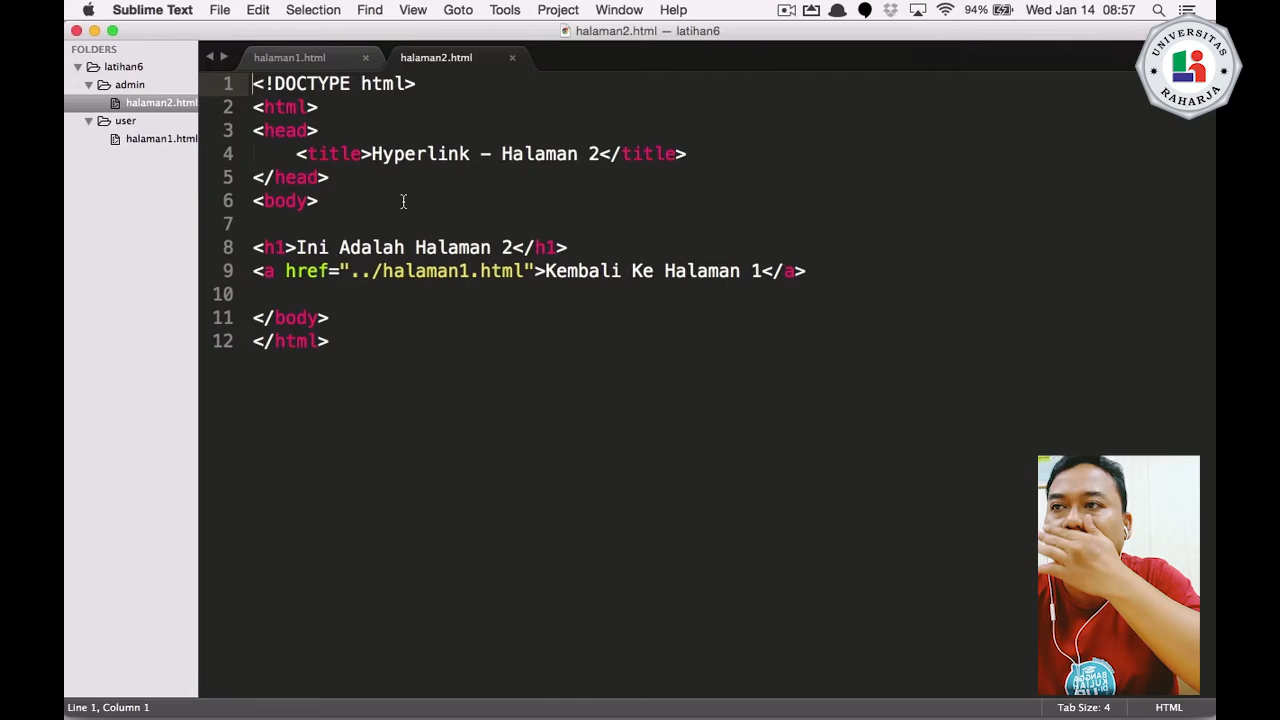 Sublime Text File Edit Selection Find View Goto Tools Project Window Help 94% Wed Jan 14 08:57
halaman2.html — latihan6
FOLDERS
latihan6
admin
halaman2.html
user
halaman1.html
halaman1.html × halaman2.html ×
1 <!DOCTYPE html>
2 <html>
3 <head>
4 <title>Hyperlink - Halaman 2</title>
5 </head>
6 <body>
7
8 <h1>Ini Adalah Halaman 2</h1>
9 <a href="../halaman1.html">Kembali Ke Halaman 1</a>
10
11 </body>
12 </html>
UNIVERSITAS
RAHARJA
Line 1, Column 1 Tab Size: 4 HTML